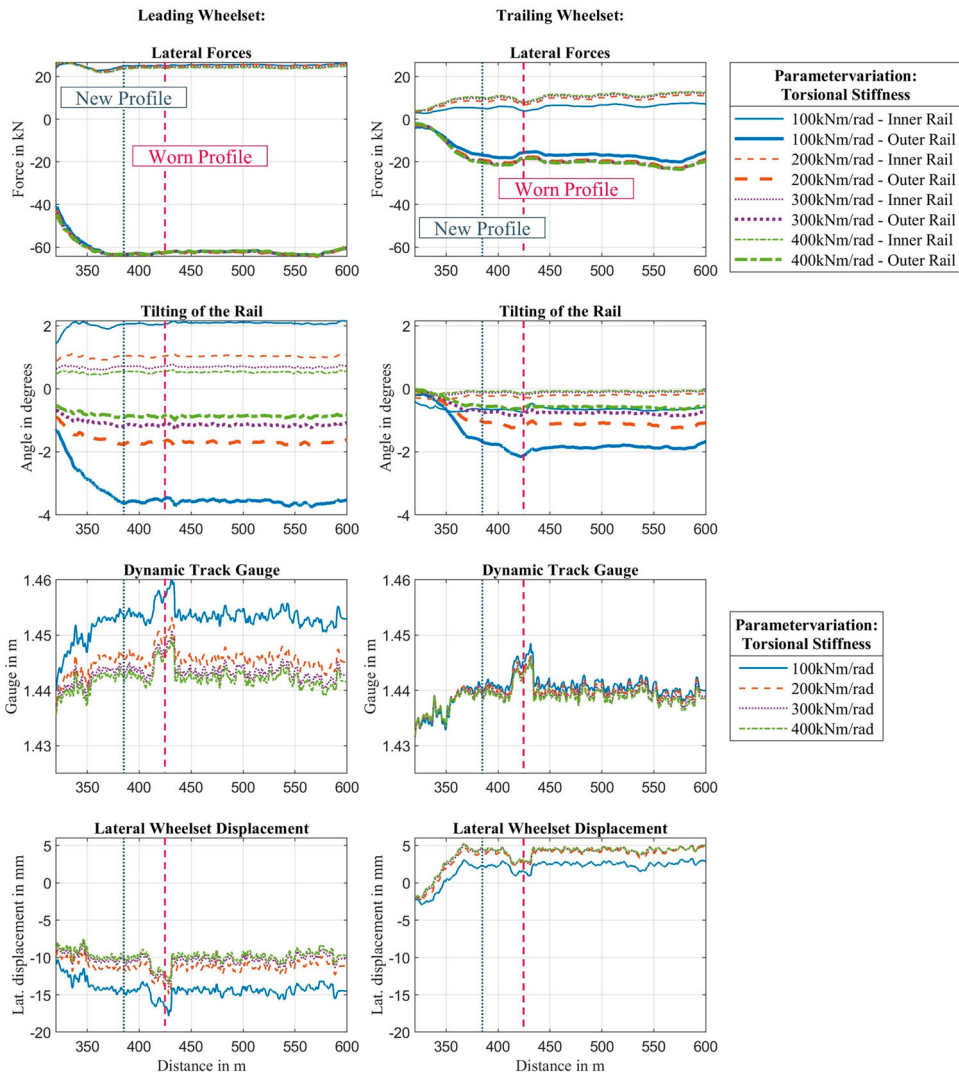 Leading Wheelset:
Trailing Wheelset:
Lateral Forces
Force in kN
20
0
-20
-40
-60
350 400 450 500 550 600
New Profile
Worn Profile
Lateral Forces
Force in kN
20
0
-20
-40
-60
350 400 450 500 550 600
Worn Profile
New Profile
Parametervariation:
Torsional Stiffness
100kNm/rad - Inner Rail
100kNm/rad - Outer Rail
200kNm/rad - Inner Rail
200kNm/rad - Outer Rail
300kNm/rad - Inner Rail
300kNm/rad - Outer Rail
400kNm/rad - Inner Rail
400kNm/rad - Outer Rail
Tilting of the Rail
Angle in degrees
2
0
-2
-4
350 400 450 500 550 600
Tilting of the Rail
Angle in degrees
2
0
-2
-4
350 400 450 500 550 600
Dynamic Track Gauge
Gauge in m
1.46
1.45
1.44
1.43
350 400 450 500 550 600
Dynamic Track Gauge
Gauge in m
1.46
1.45
1.44
1.43
350 400 450 500 550 600
Parametervariation:
Torsional Stiffness
100kNm/rad
200kNm/rad
300kNm/rad
400kNm/rad
Lateral Wheelset Displacement
Lat. displacement in mm
5
0
-5
-10
-15
-20
350 400 450 500 550 600
Distance in m
Lateral Wheelset Displacement
Lat. displacement in mm
5
0
-5
-10
-15
-20
350 400 450 500 550 600
Distance in m